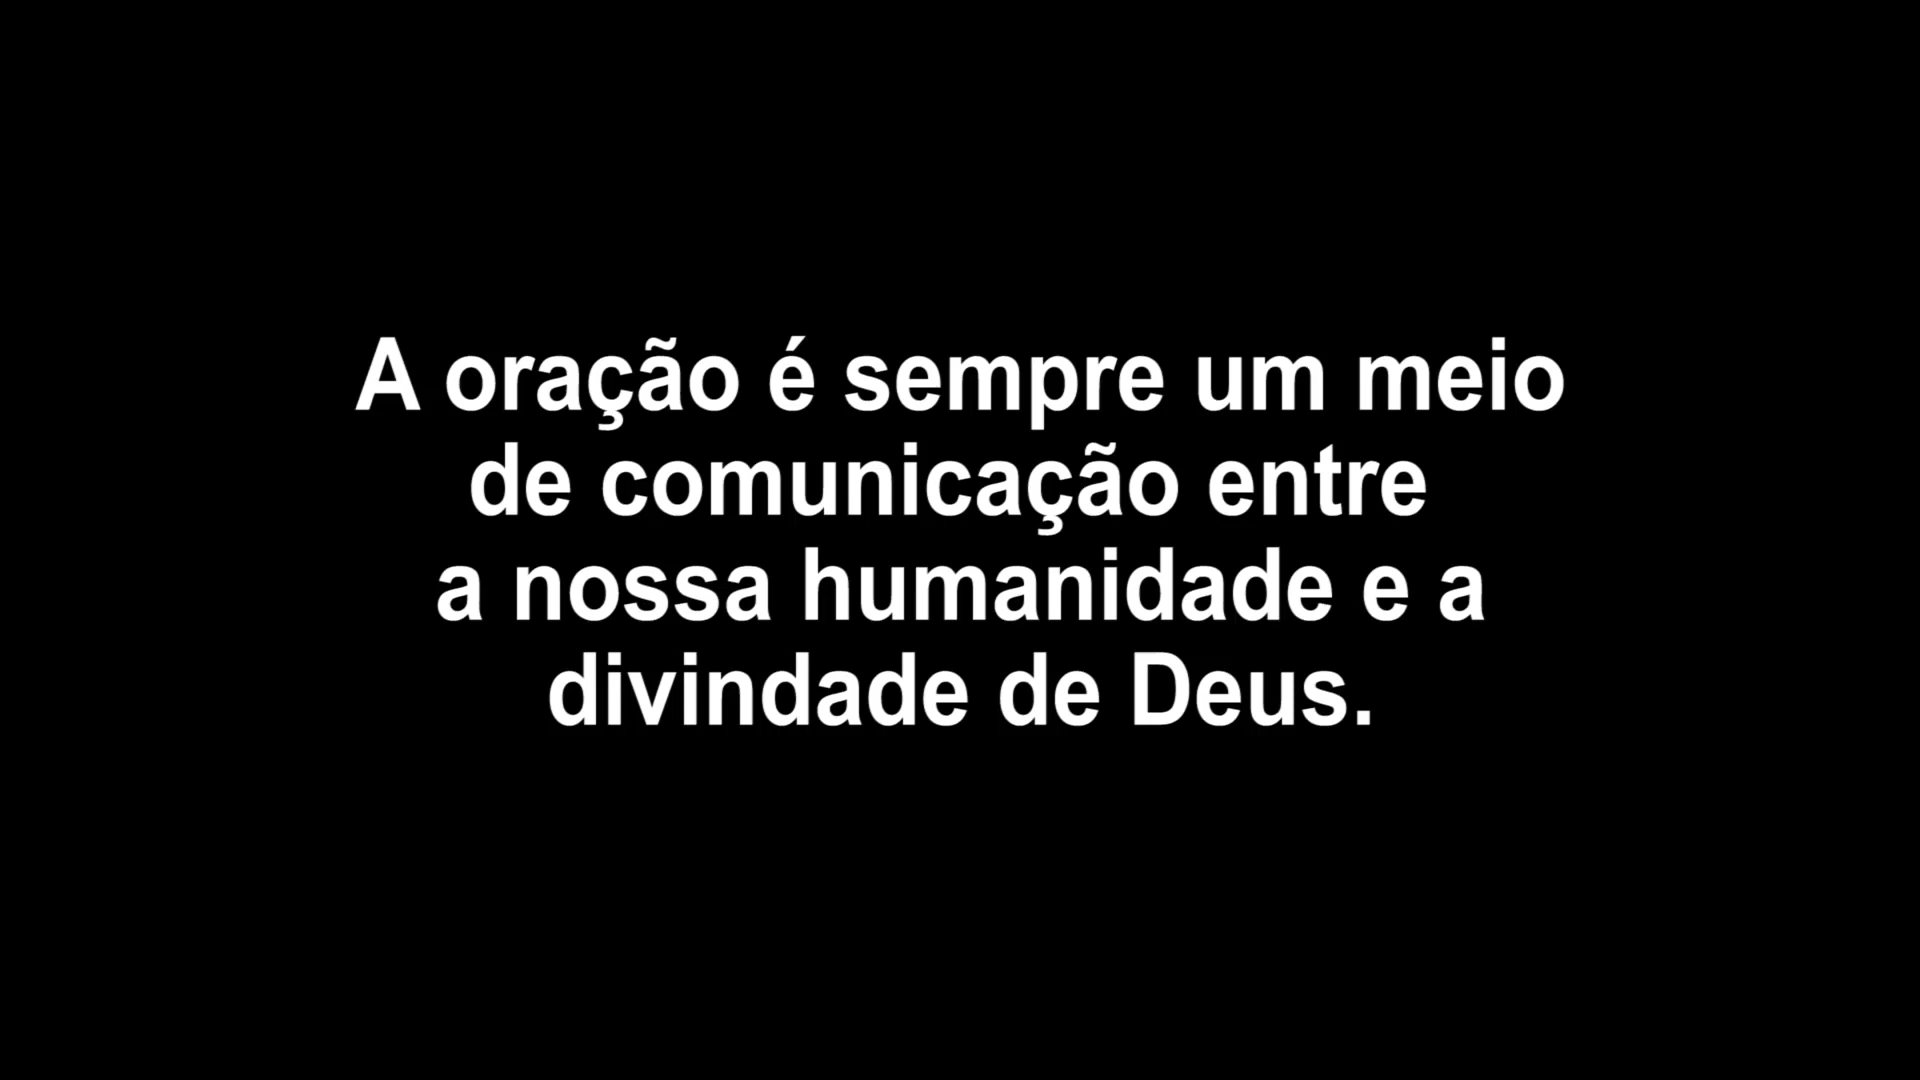 A oração é sempre um meio
de comunicação entre
a nossa humanidade e a
divindade de Deus.